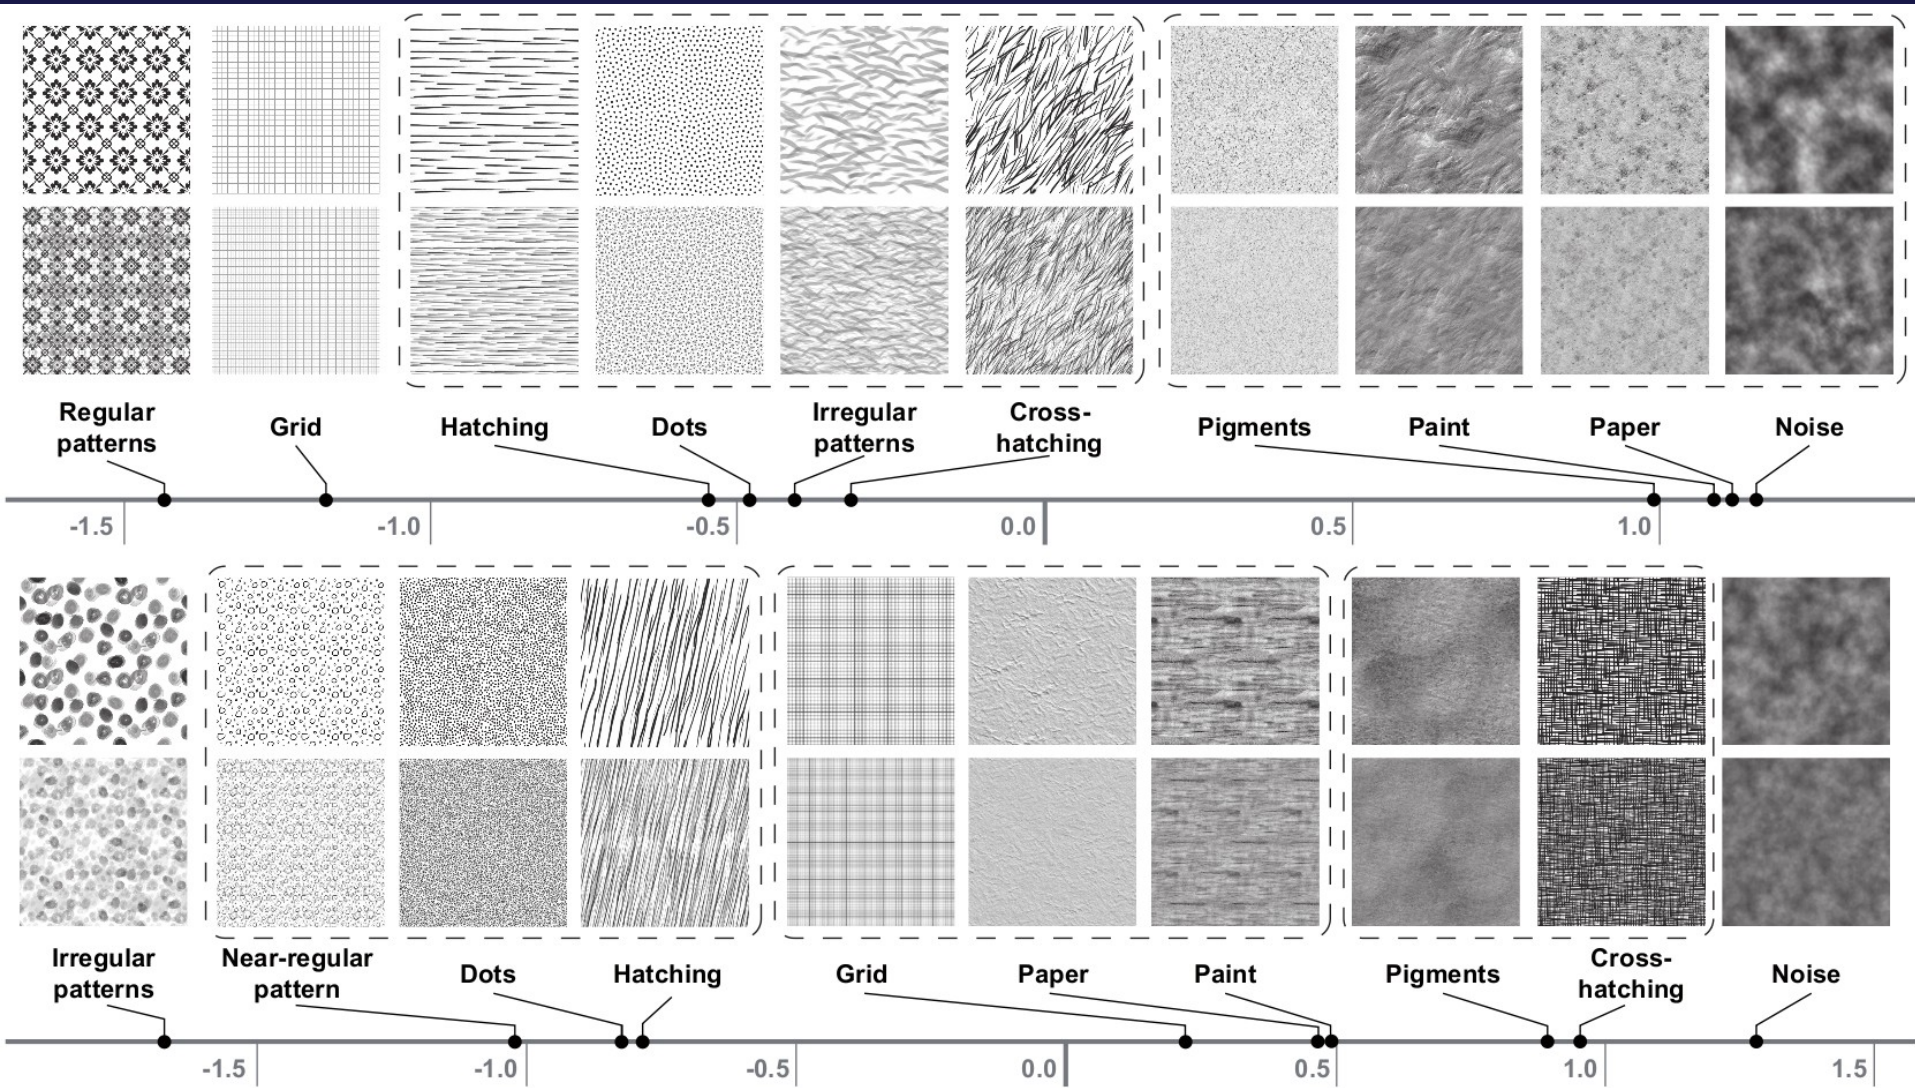 Regular
patterns
Grid
Hatching
Dots
Irregular
patterns
Cross-
hatching
Pigments
Paint
Paper
Noise
-1.5
-1.0
-0.5
0.0
0.5
1.0
Irregular
patterns
Near-regular
pattern
Dots
Hatching
Grid
Paper
Paint
Pigments
Cross-
hatching
Noise
-1.5
-1.0
-0.5
0.0
0.5
1.0
1.5